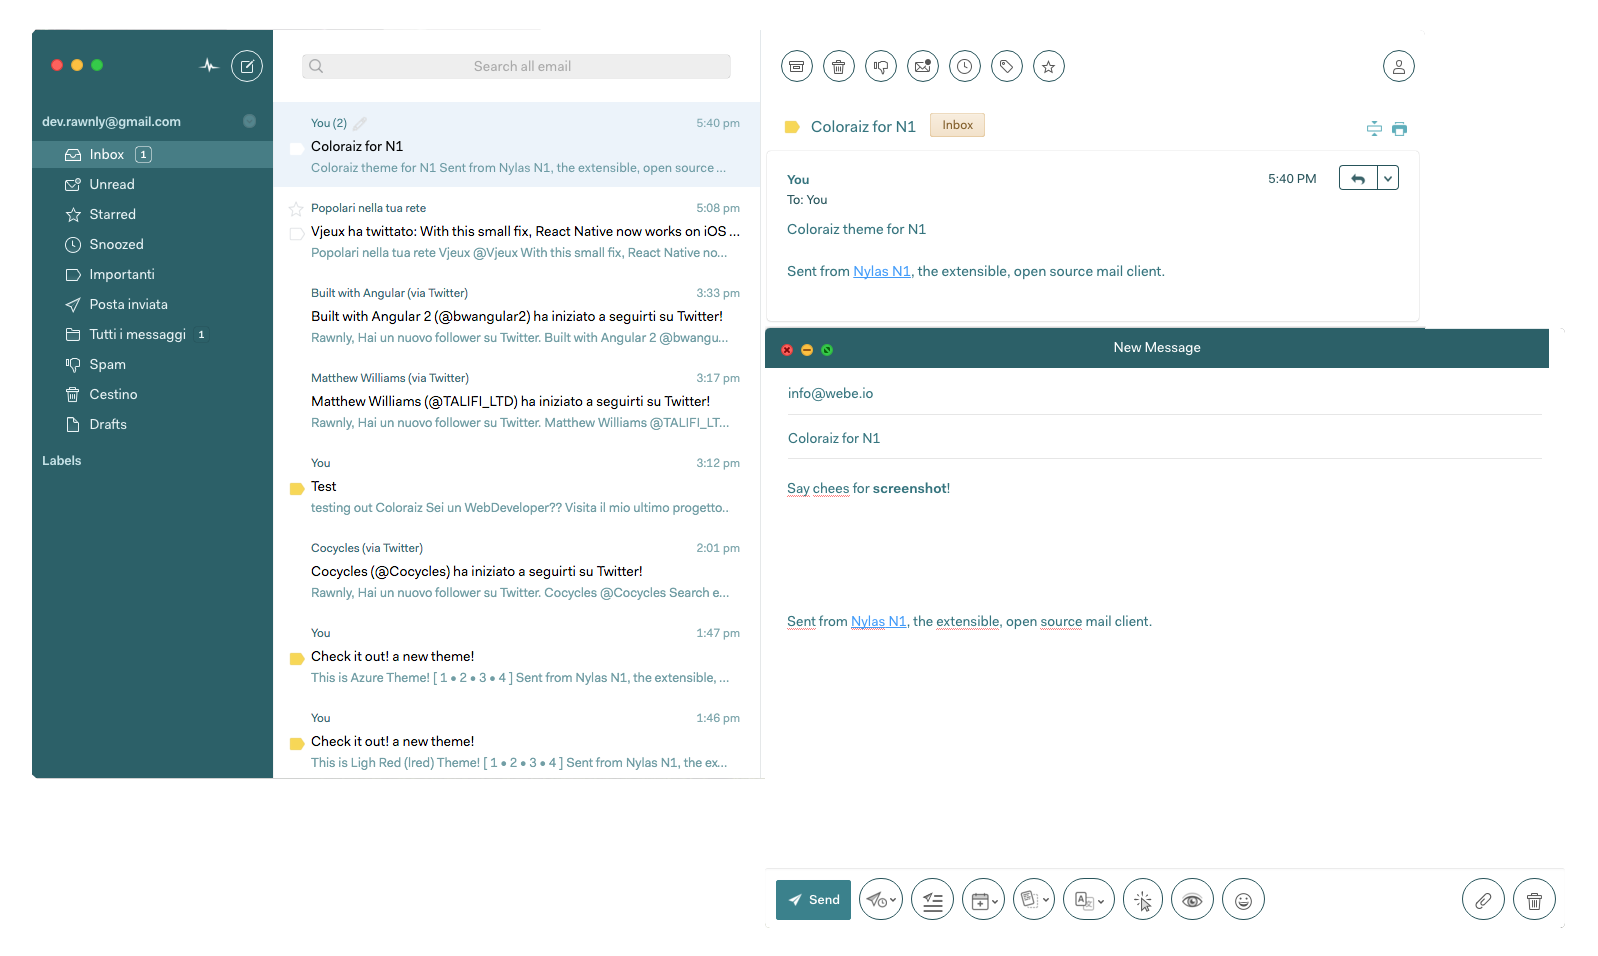 dev.rawnly@gmail.com
Inbox 1
Unread
Starred
Snoozed
Importanti
Posta inviata
Tutti i messaggi 1
Spam
Cestino
Drafts
Labels
Search all email
You (2) 5:40 pm
Coloraiz for N1
Coloraiz theme for N1 Sent from Nylas N1, the extensible, open source ...
Popolari nella tua rete 5:08 pm
Vjeux ha twittato: With this small fix, React Native now works on iOS ...
Popolari nella tua rete Vjeux @Vjeux With this small fix, React Native no...
Built with Angular (via Twitter) 3:33 pm
Built with Angular 2 (@bwangular2) ha iniziato a seguirti su Twitter!
Rawnly, Hai un nuovo follower su Twitter. Built with Angular 2 @bwangu...
Matthew Williams (via Twitter) 3:17 pm
Matthew Williams (@TALIFI_LTD) ha iniziato a seguirti su Twitter!
Rawnly, Hai un nuovo follower su Twitter. Matthew Williams @TALIFI_LT...
You 3:12 pm
Test
testing out Coloraiz Sei un WebDeveloper?? Visita il mio ultimo progetto..
Cocycles (via Twitter) 2:01 pm
Cocycles (@Cocycles) ha iniziato a seguirti su Twitter!
Rawnly, Hai un nuovo follower su Twitter. Cocycles @Cocycles Search e...
You 1:47 pm
Check it out! a new theme!
This is Azure Theme! [ 1 • 2 • 3 • 4 ] Sent from Nylas N1, the extensible, ...
You 1:46 pm
Check it out! a new theme!
This is Ligh Red (lred) Theme! [ 1 • 2 • 3 • 4 ] Sent from Nylas N1, the ex...
Coloraiz for N1 Inbox
You 5:40 PM
To: You
Coloraiz theme for N1
Sent from Nylas N1, the extensible, open source mail client.
New Message
info@webe.io
Coloraiz for N1
Say chees for screenshot!
Sent from Nylas N1, the extensible, open source mail client.
Send